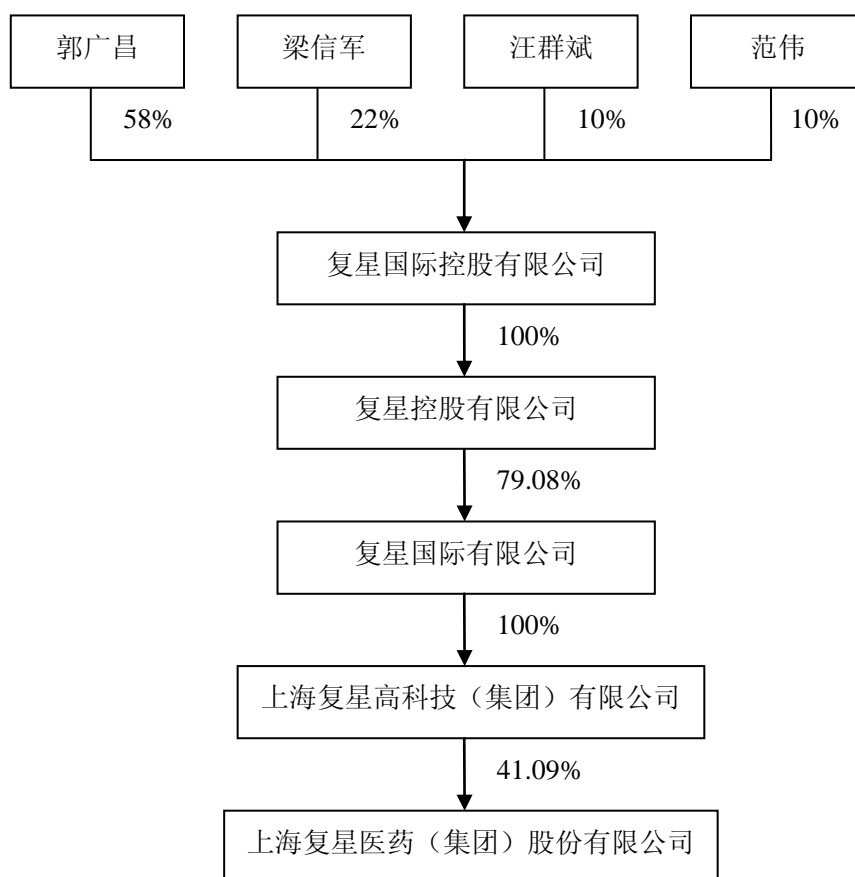 郭广昌
梁信军
汪群斌
范伟
58%
22%
10%
10%
复星国际控股有限公司
100%
复星控股有限公司
79.08%
复星国际有限公司
100%
上海复星高科技（集团）有限公司
41.09%
上海复星医药（集团）股份有限公司